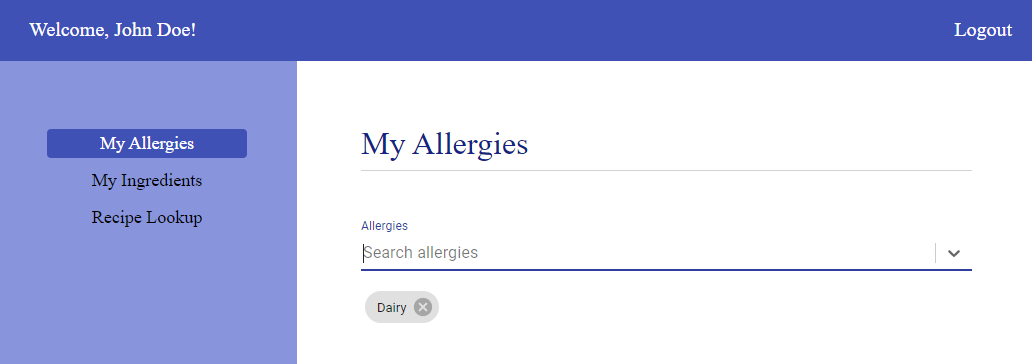 Welcome, John Doe!
Logout
My Allergies
My Ingredients
Recipe Lookup
My Allergies
Allergies
Search allergies
Dairy